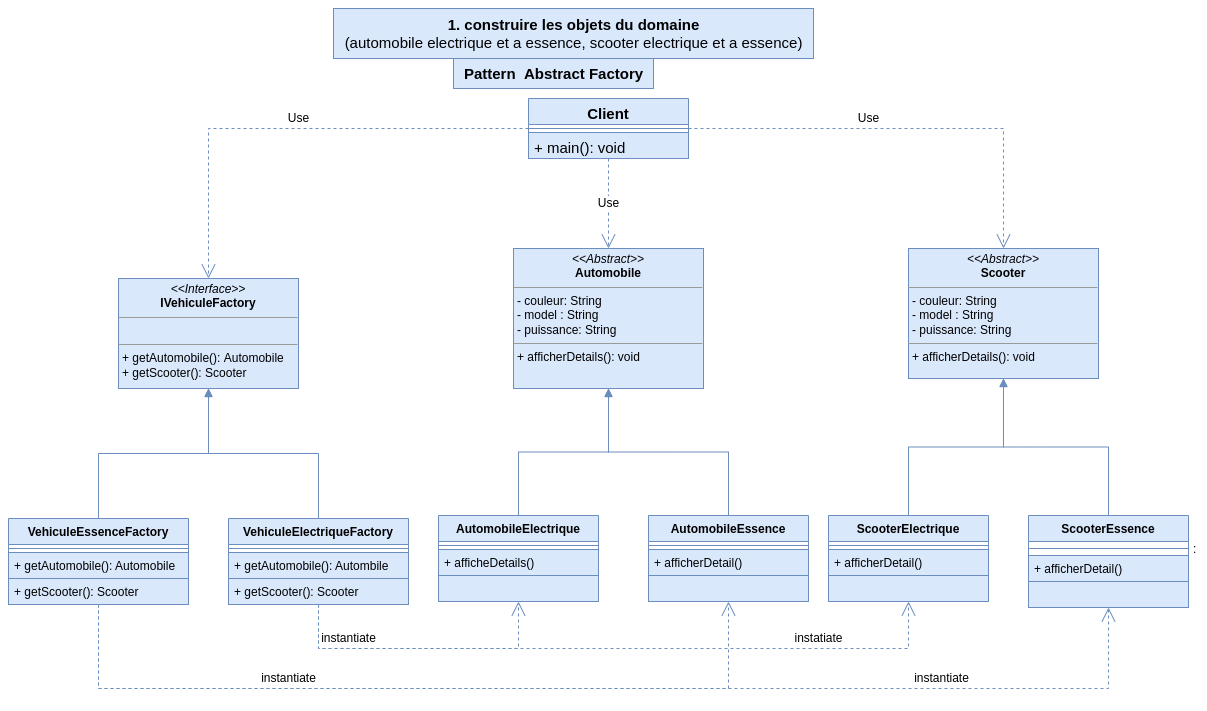 1. construire les objets du domaine
(automobile electrique et a essence, scooter electrique et a essence)
Pattern  Abstract Factory
Client
+ main(): void
Use
Use
Use
<<Interface>>
IVehiculeFactory
+ getAutomobile(): Automobile
+ getScooter(): Scooter
<<Abstract>>
Automobile
- couleur: String
- model : String
- puissance: String
+ afficherDetails(): void
<<Abstract>>
Scooter
- couleur: String
- model : String
- puissance: String
+ afficherDetails(): void
VehiculeEssenceFactory
+ getAutomobile(): Automobile
+ getScooter(): Scooter
VehiculeElectriqueFactory
+ getAutomobile(): Autombile
+ getScooter(): Scooter
AutomobileElectrique
+ afficheDetails()
AutomobileEssence
+ afficherDetail()
ScooterElectrique
+ afficherDetail()
ScooterEssence
:
+ afficherDetail()
instantiate
instatiate
instantiate
instantiate